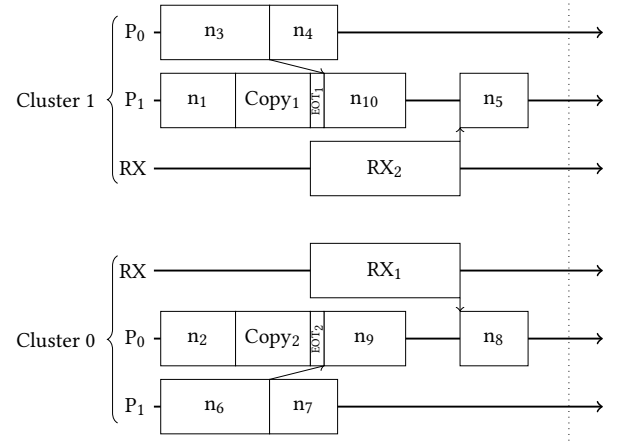 P₀ n₃ n₄
Cluster 1 P₁ n₁ Copy₁ EOT₁ n₁₀ n₅
RX RX₂
RX RX₁
Cluster 0 P₀ n₂ Copy₂ EOT₂ n₉ n₈
P₁ n₆ n₇